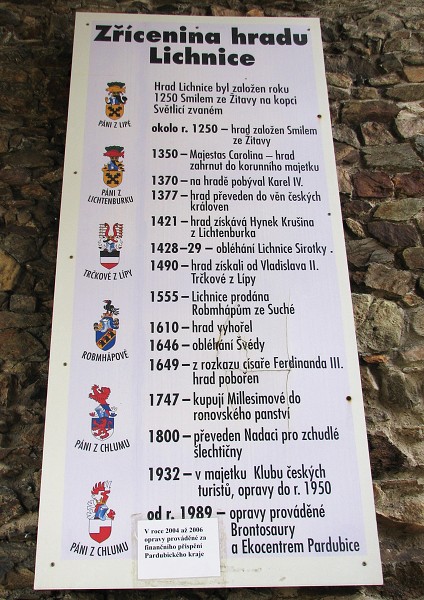 Zřícenina hradu
Lichnice
Hrad Lichnice byl založen roku
1250 Smilem ze Žitavy na kopci
Světlicí zvaném
okolo r. 1250 – hrad založen Smilem
ze Žitavy
1350 – Majestas Carolina – hrad
zahrnut do korunního majetku
1370 – na hradě pobýval Karel IV.
1377 – hrad převeden do věn českých
královen
1421 – hrad získává Hynek Krušina
z Lichtenburka
1428–29 – obléhání Lichnice Sirotky.
1490 – hrad získali od Vladislava II.
Trčkové z Lípy
1555 – Lichnice prodána
Robmhápům ze Suché
1610 – hrad vyhořel
1646 – obléhání Švédy
1649 – z rozkazu císaře Ferdinanda III.
hrad pobořen
1747 – kupují Millesimové do
ronovského panství
1800 – převeden Nadaci pro zchudlé
šlechtičny
1932 – v majetku Klubu českých
turistů, opravy do r. 1950
od r. 1989 – opravy prováděné
Brontosaury
a Ekocentrem Pardubice
PÁNI Z LIPÉ
PÁNI Z
LICHTENBURKU
TRČKOVÉ Z LÍPY
ROBMHÁPOVÉ
PÁNI Z CHLUMU
PÁNI Z CHLUMU
V roce 2004 až 2006
opravy prováděné za
finančního přispění
Pardubického kraje